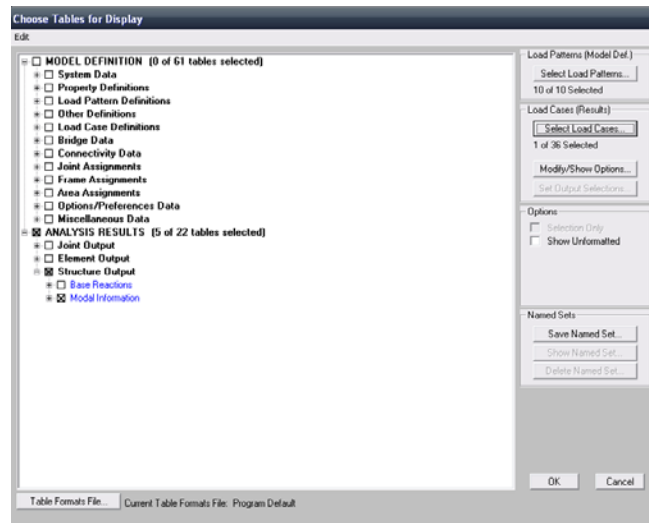 Choose Tables for Display
Edit
MODEL DEFINITION (0 of 61 tables selected)
System Data
Property Definitions
Load Pattern Definitions
Other Definitions
Load Case Definitions
Bridge Data
Connectivity Data
Joint Assignments
Frame Assignments
Area Assignments
Options/Preferences Data
Miscellaneous Data
ANALYSIS RESULTS (5 of 22 tables selected)
Joint Output
Element Output
Structure Output
Base Reactions
Modal Information
Load Patterns (Model Def.)
Select Load Patterns...
10 of 10 Selected
Load Cases (Results)
Select Load Cases...
1 of 36 Selected
Modify/Show Options...
Set Output Selections...
Options
Selection Only
Show Unformatted
Named Sets
Save Named Set...
Show Named Set...
Delete Named Set...
OK Cancel
Table Formats File... Current Table Formats File: Program Default